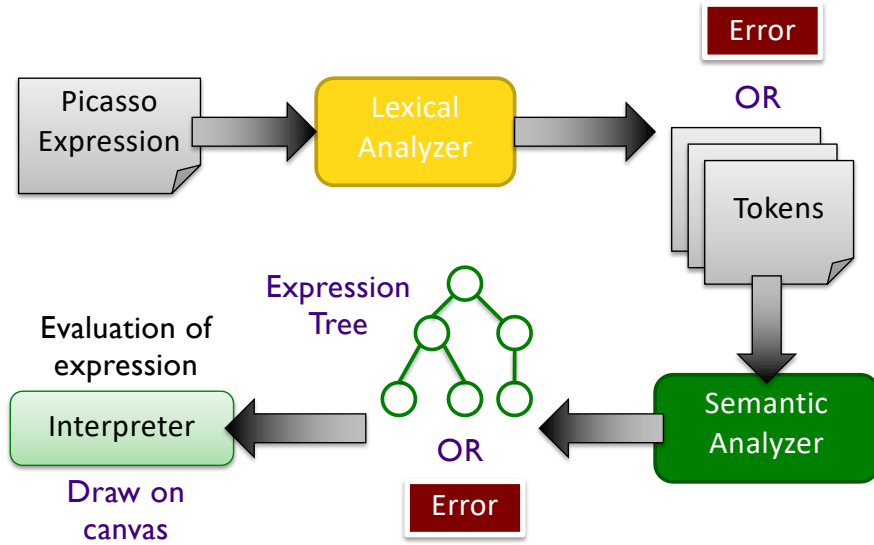 Picasso
Expression
Lexical
Analyzer
Error
OR
Tokens
Semantic
Analyzer
Expression
Tree
OR
Error
Evaluation of
expression
Interpreter
Draw on
canvas